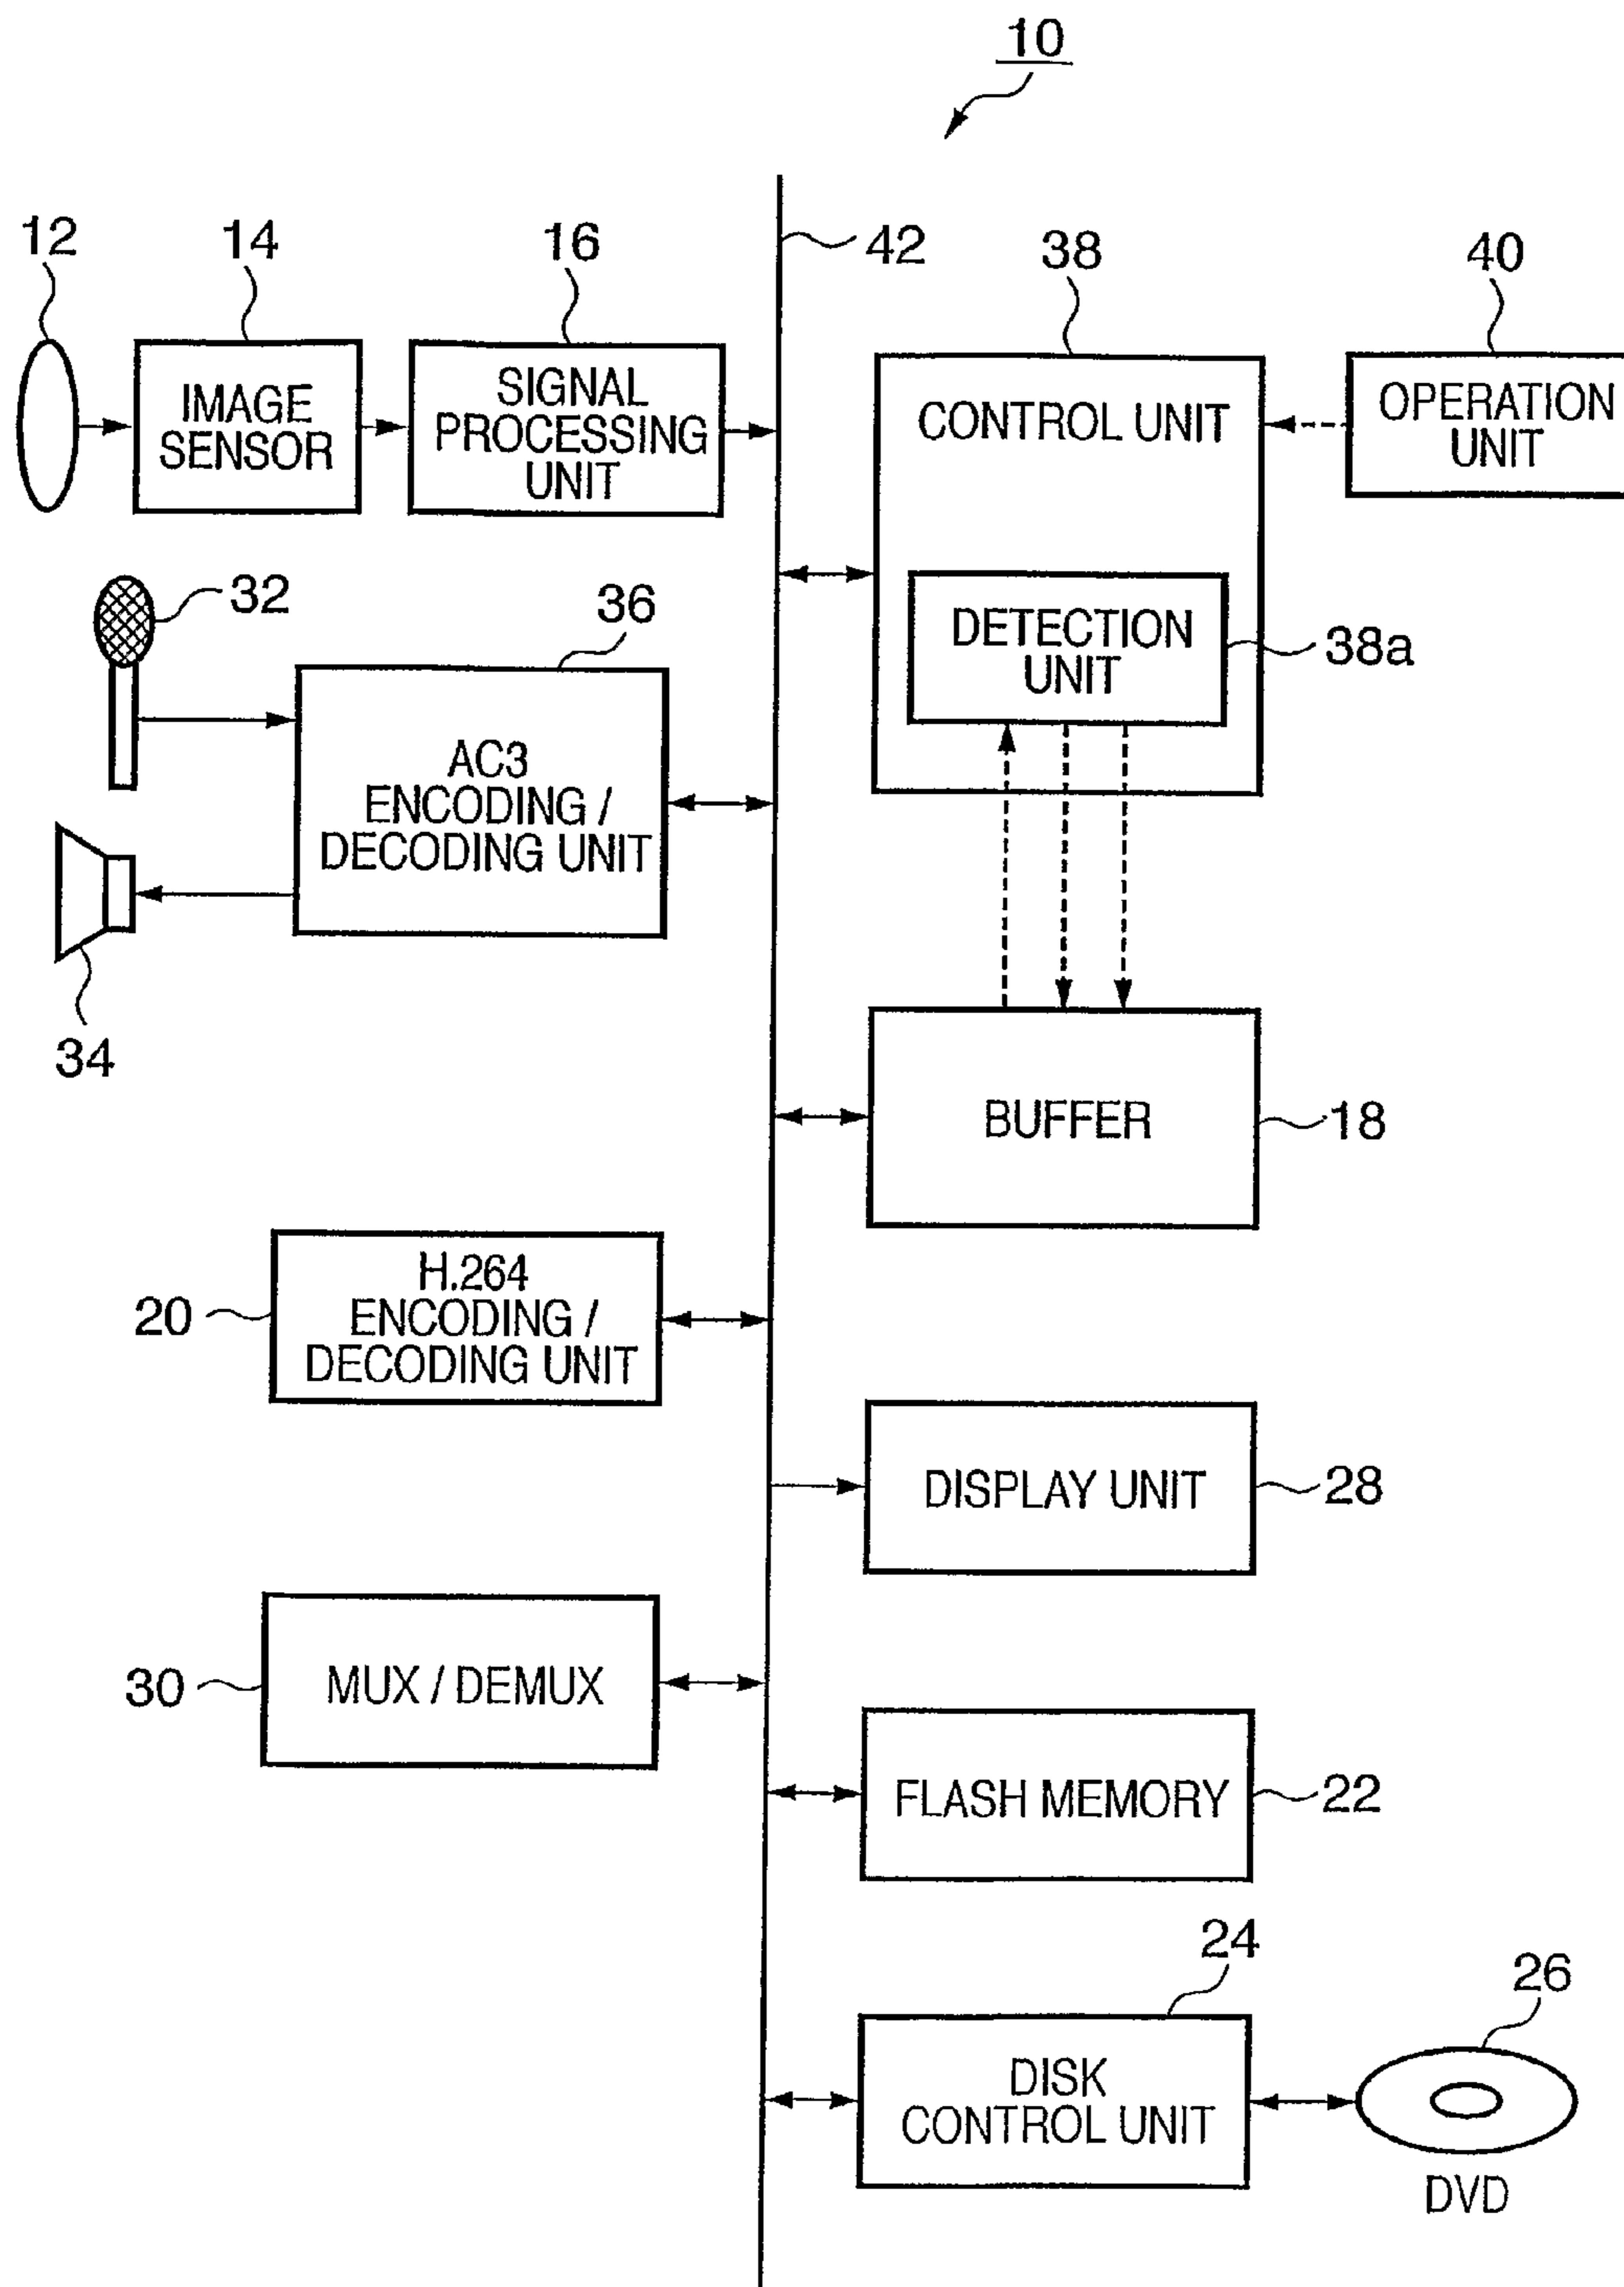 10
12
14
16
42
38
40
IMAGE
SENSOR
SIGNAL
PROCESSING
UNIT
CONTROL UNIT
OPERATION
UNIT
32
36
DETECTION
UNIT
38a
AC3
ENCODING /
DECODING UNIT
34
BUFFER
18
20
H.264
ENCODING /
DECODING UNIT
DISPLAY UNIT
28
30
MUX / DEMUX
FLASH MEMORY
22
24
26
DISK
CONTROL UNIT
DVD